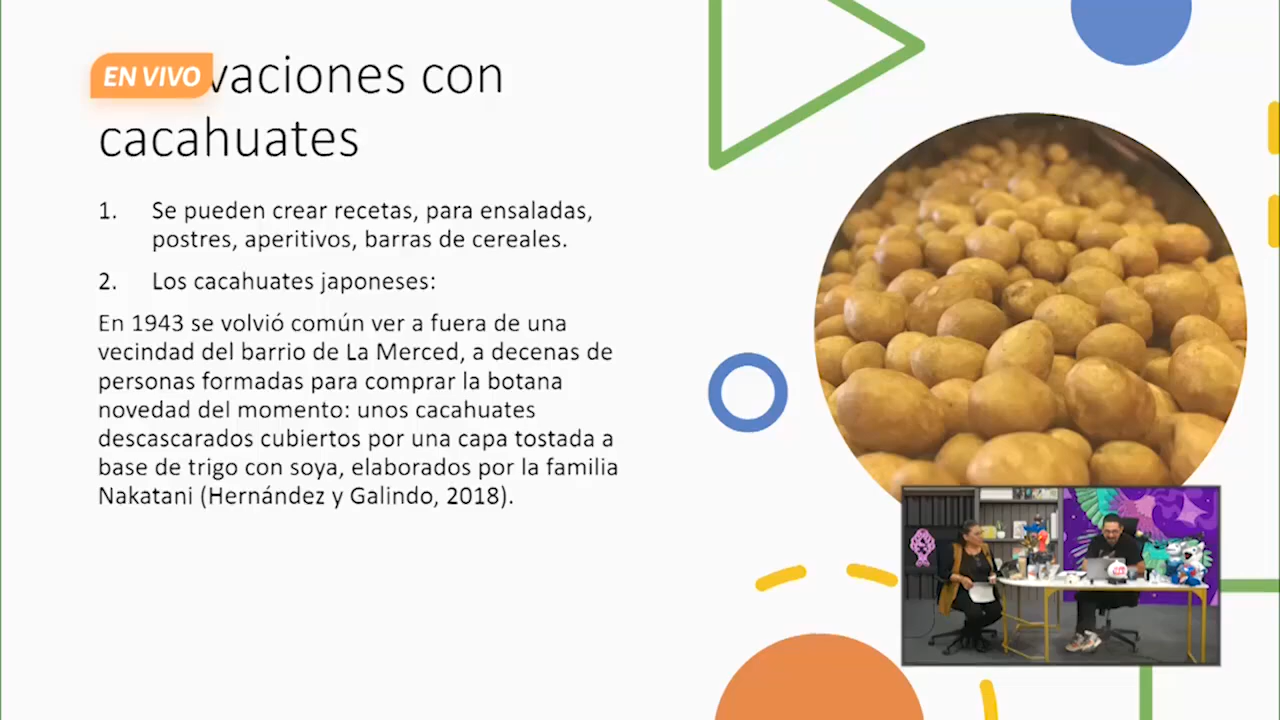 EN VIVO
vaciones con
cacahuates
1. Se pueden crear recetas, para ensaladas,
postres, aperitivos, barras de cereales.
2. Los cacahuates japoneses:
En 1943 se volvió común ver a fuera de una
vecindad del barrio de La Merced, a decenas de
personas formadas para comprar la botana
novedad del momento: unos cacahuates
descascarados cubiertos por una capa tostada a
base de trigo con soya, elaborados por la familia
Nakatani (Hernández y Galindo, 2018).